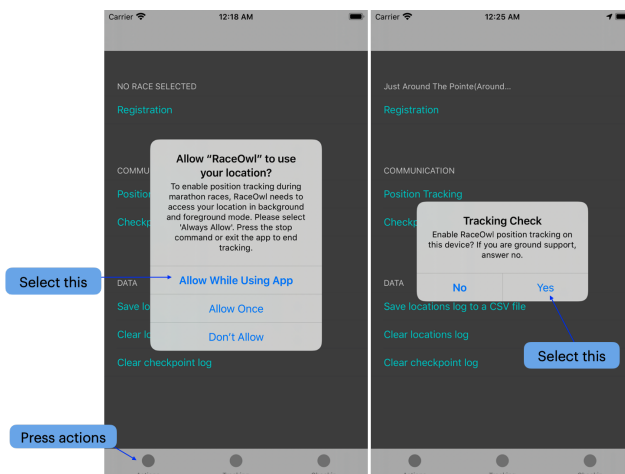 Carrier 12:18 AM
NO RACE SELECTED
Registration
COMMU
Position
Checkp
Allow “RaceOwl” to use
your location?
To enable position tracking during
marathon races, RaceOwl needs to
access your location in background
and foreground mode. Please select
'Always Allow'. Press the stop
command or exit the app to end
tracking.
Allow While Using App
Allow Once
Don't Allow
Select this
DATA
Save lo
Clear lo
Clear checkpoint log
Press actions
Carrier 12:25 AM
Just Around The Pointe(Around...
Registration
COMMUNICATION
Position Tracking
Checkp
Tracking Check
Enable RaceOwl position tracking on
this device? If you are ground support,
answer no.
No Yes
DATA
Save locations log to a CSV file
Clear locations log
Clear checkpoint log
Select this